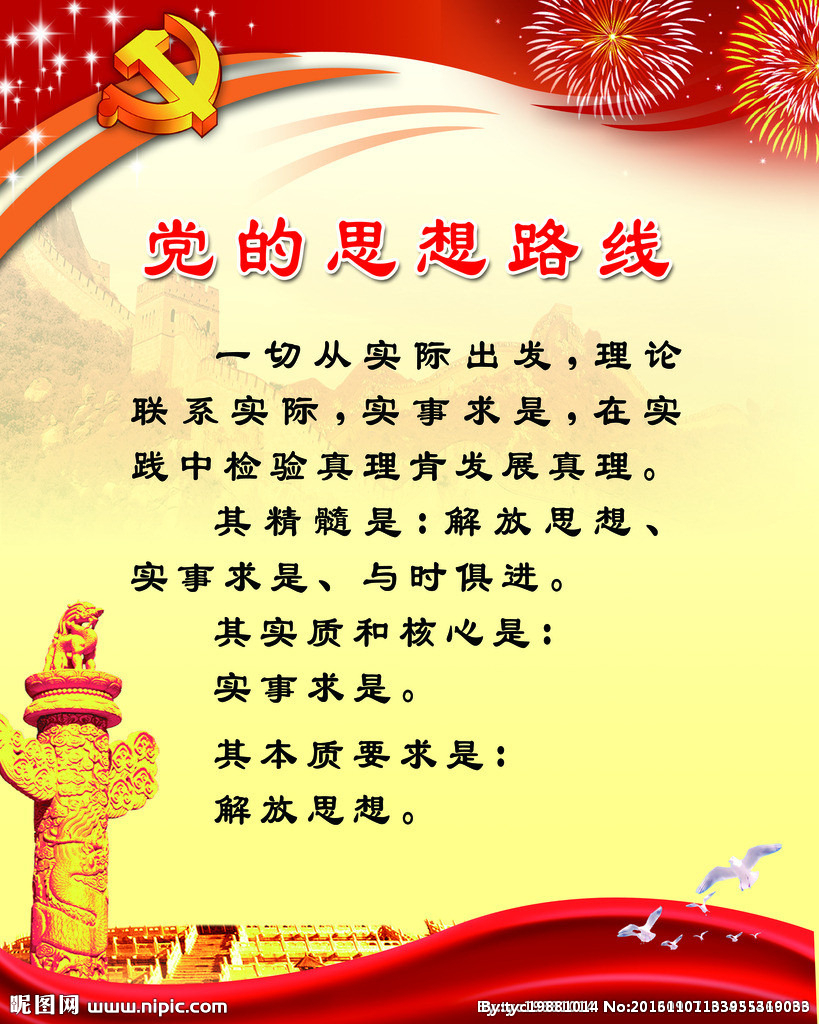 党的思想路线
一切从实际出发，理论
联系实际，实事求是，在实
践中检验真理肯发展真理。
其精髓是：解放思想、
实事求是、与时俱进。
其实质和核心是：
实事求是。
其本质要求是：
解放思想。
昵图网 www.nipic.com